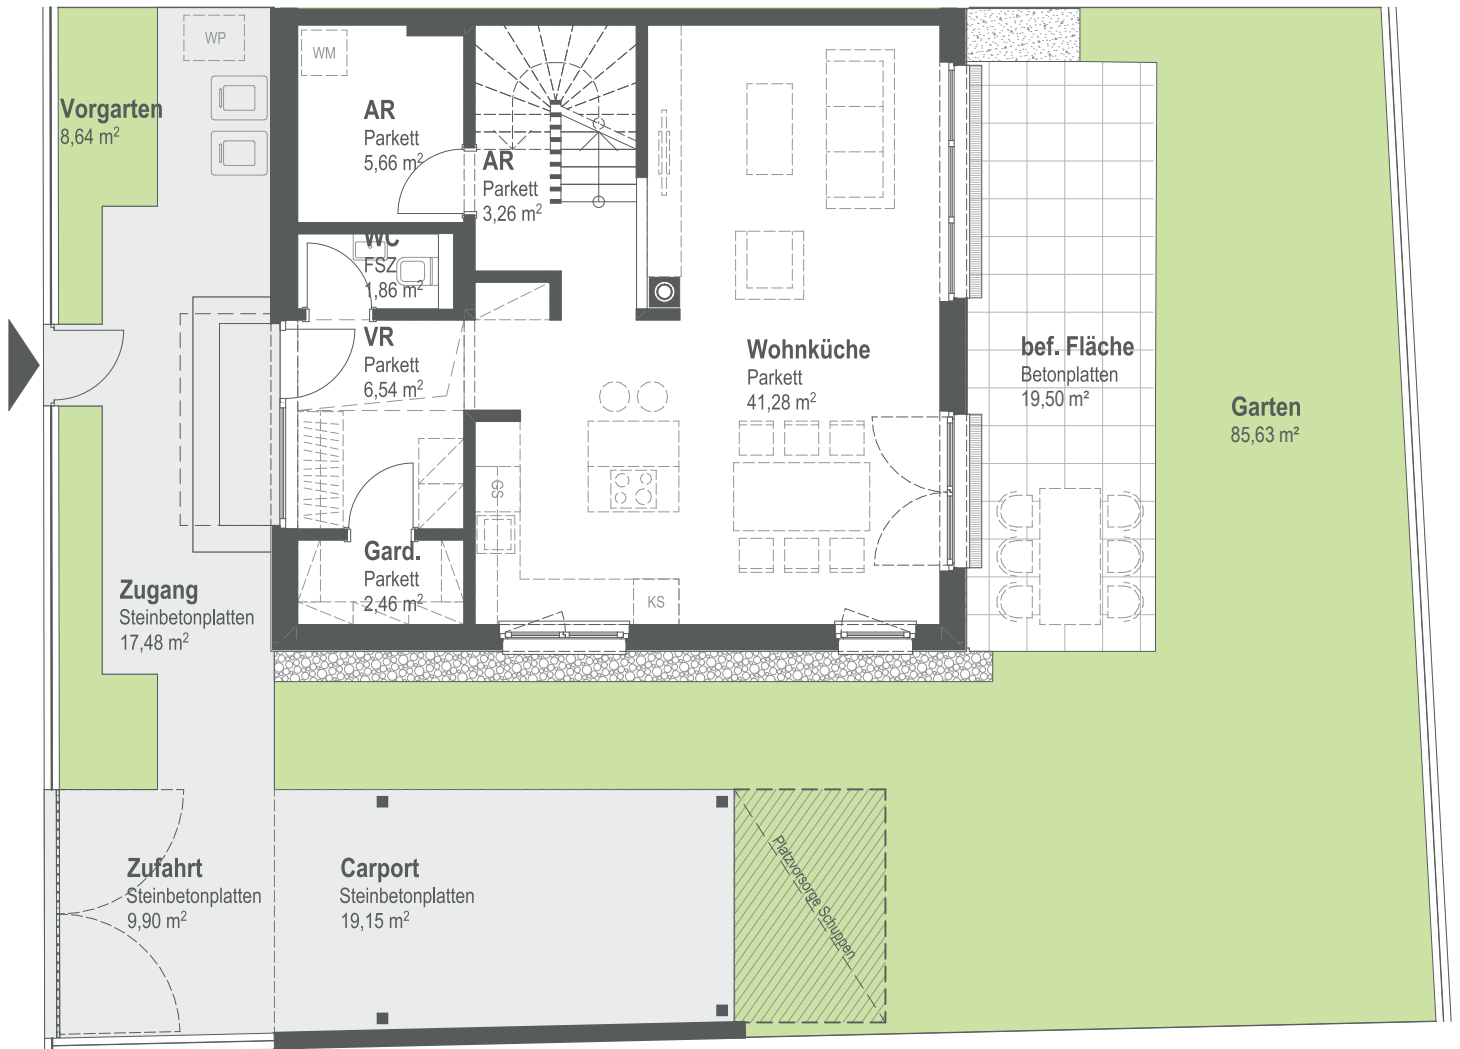 WP
WM
Vorgarten
8,64 m²
AR
Parkett
5,66 m²
AR
Parkett
3,26 m²
WC
FSZ
1,86 m²
VR
Parkett
6,54 m²
Wohnküche
Parkett
41,28 m²
bef. Fläche
Betonplatten
19,50 m²
Garten
85,63 m²
GS
Gard.
Parkett
2,46 m²
KS
Zugang
Steinbetonplatten
17,48 m²
Zufahrt
Steinbetonplatten
9,90 m²
Carport
Steinbetonplatten
19,15 m²
Platzvorsorge Schuppen